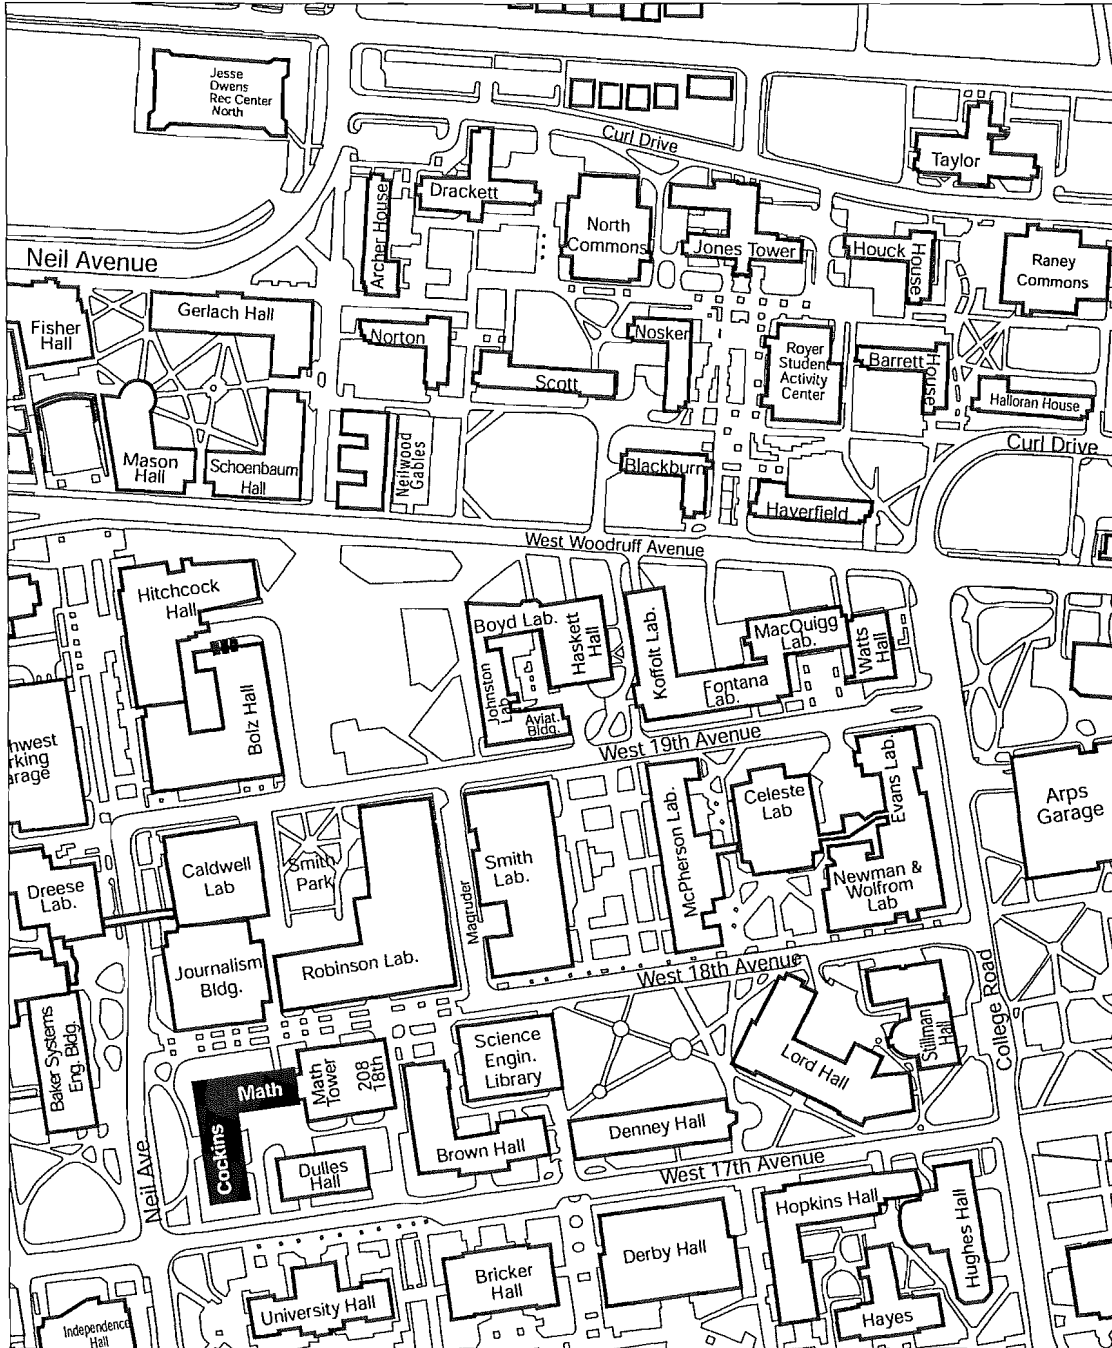 Jesse
Owens
Rec Center
North
Curl Drive
Taylor
Drackett
Archer House
North
Commons
Jones Tower
Houck
House
Raney
Commons
Neil Avenue
Fisher
Hall
Gerlach Hall
Norton
Scott
Nosker
Royer
Student
Activity
Center
Barrett
House
Halloran House
Curl Drive
Mason
Hall
Schoenbaum
Hall
Neilwood
Gables
Blackburn
Haverfield
West Woodruff Avenue
Hitchcock
Hall
Bolz Hall
Boyd Lab.
Haskett
Hall
Johnston
Lab
Aviat.
Bldg.
Koffolt Lab.
MacQuigg
Lab.
Watts
Hall
Fontana
Lab.
West 19th Avenue
hwest
rking
arage
Caldwell
Lab
Smith
Park
Magruder
Smith
Lab.
McPherson Lab.
Celeste
Lab
Evans Lab.
Arps
Garage
Newman &
Wolfrom
Lab
Dreese
Lab.
Journalism
Bldg.
Robinson Lab.
West 18th Avenue
Baker Systems
Eng. Bldg.
Science
Engin.
Library
Lord Hall
Stillman
Hall
College Road
Math
Math
Tower
208
18th
Cockins
Neil Ave
Dulles
Hall
Brown Hall
Denney Hall
West 17th Avenue
Hopkins Hall
Hughes Hall
Derby Hall
Bricker
Hall
University Hall
Hayes
Independence
Hall